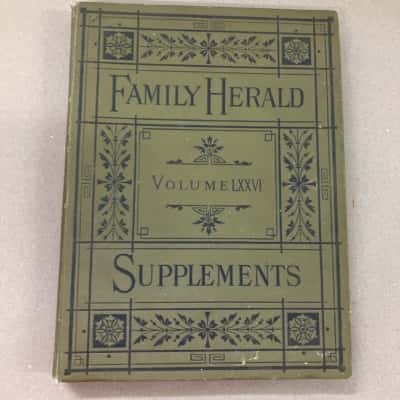 FAMILY HERALD
VOLUME LXXVI
SUPPLEMENTS